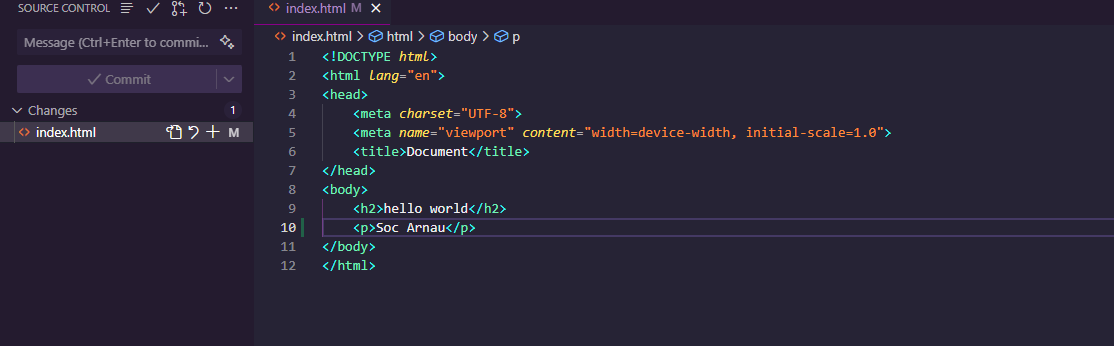 SOURCE CONTROL
Message (Ctrl+Enter to commi...
Commit
Changes 1
index.html M
index.html M
index.html > html > body > p
1 <!DOCTYPE html>
2 <html lang="en">
3 <head>
4 <meta charset="UTF-8">
5 <meta name="viewport" content="width=device-width, initial-scale=1.0">
6 <title>Document</title>
7 </head>
8 <body>
9 <h2>hello world</h2>
10 <p>Soc Arnau</p>
11 </body>
12 </html>